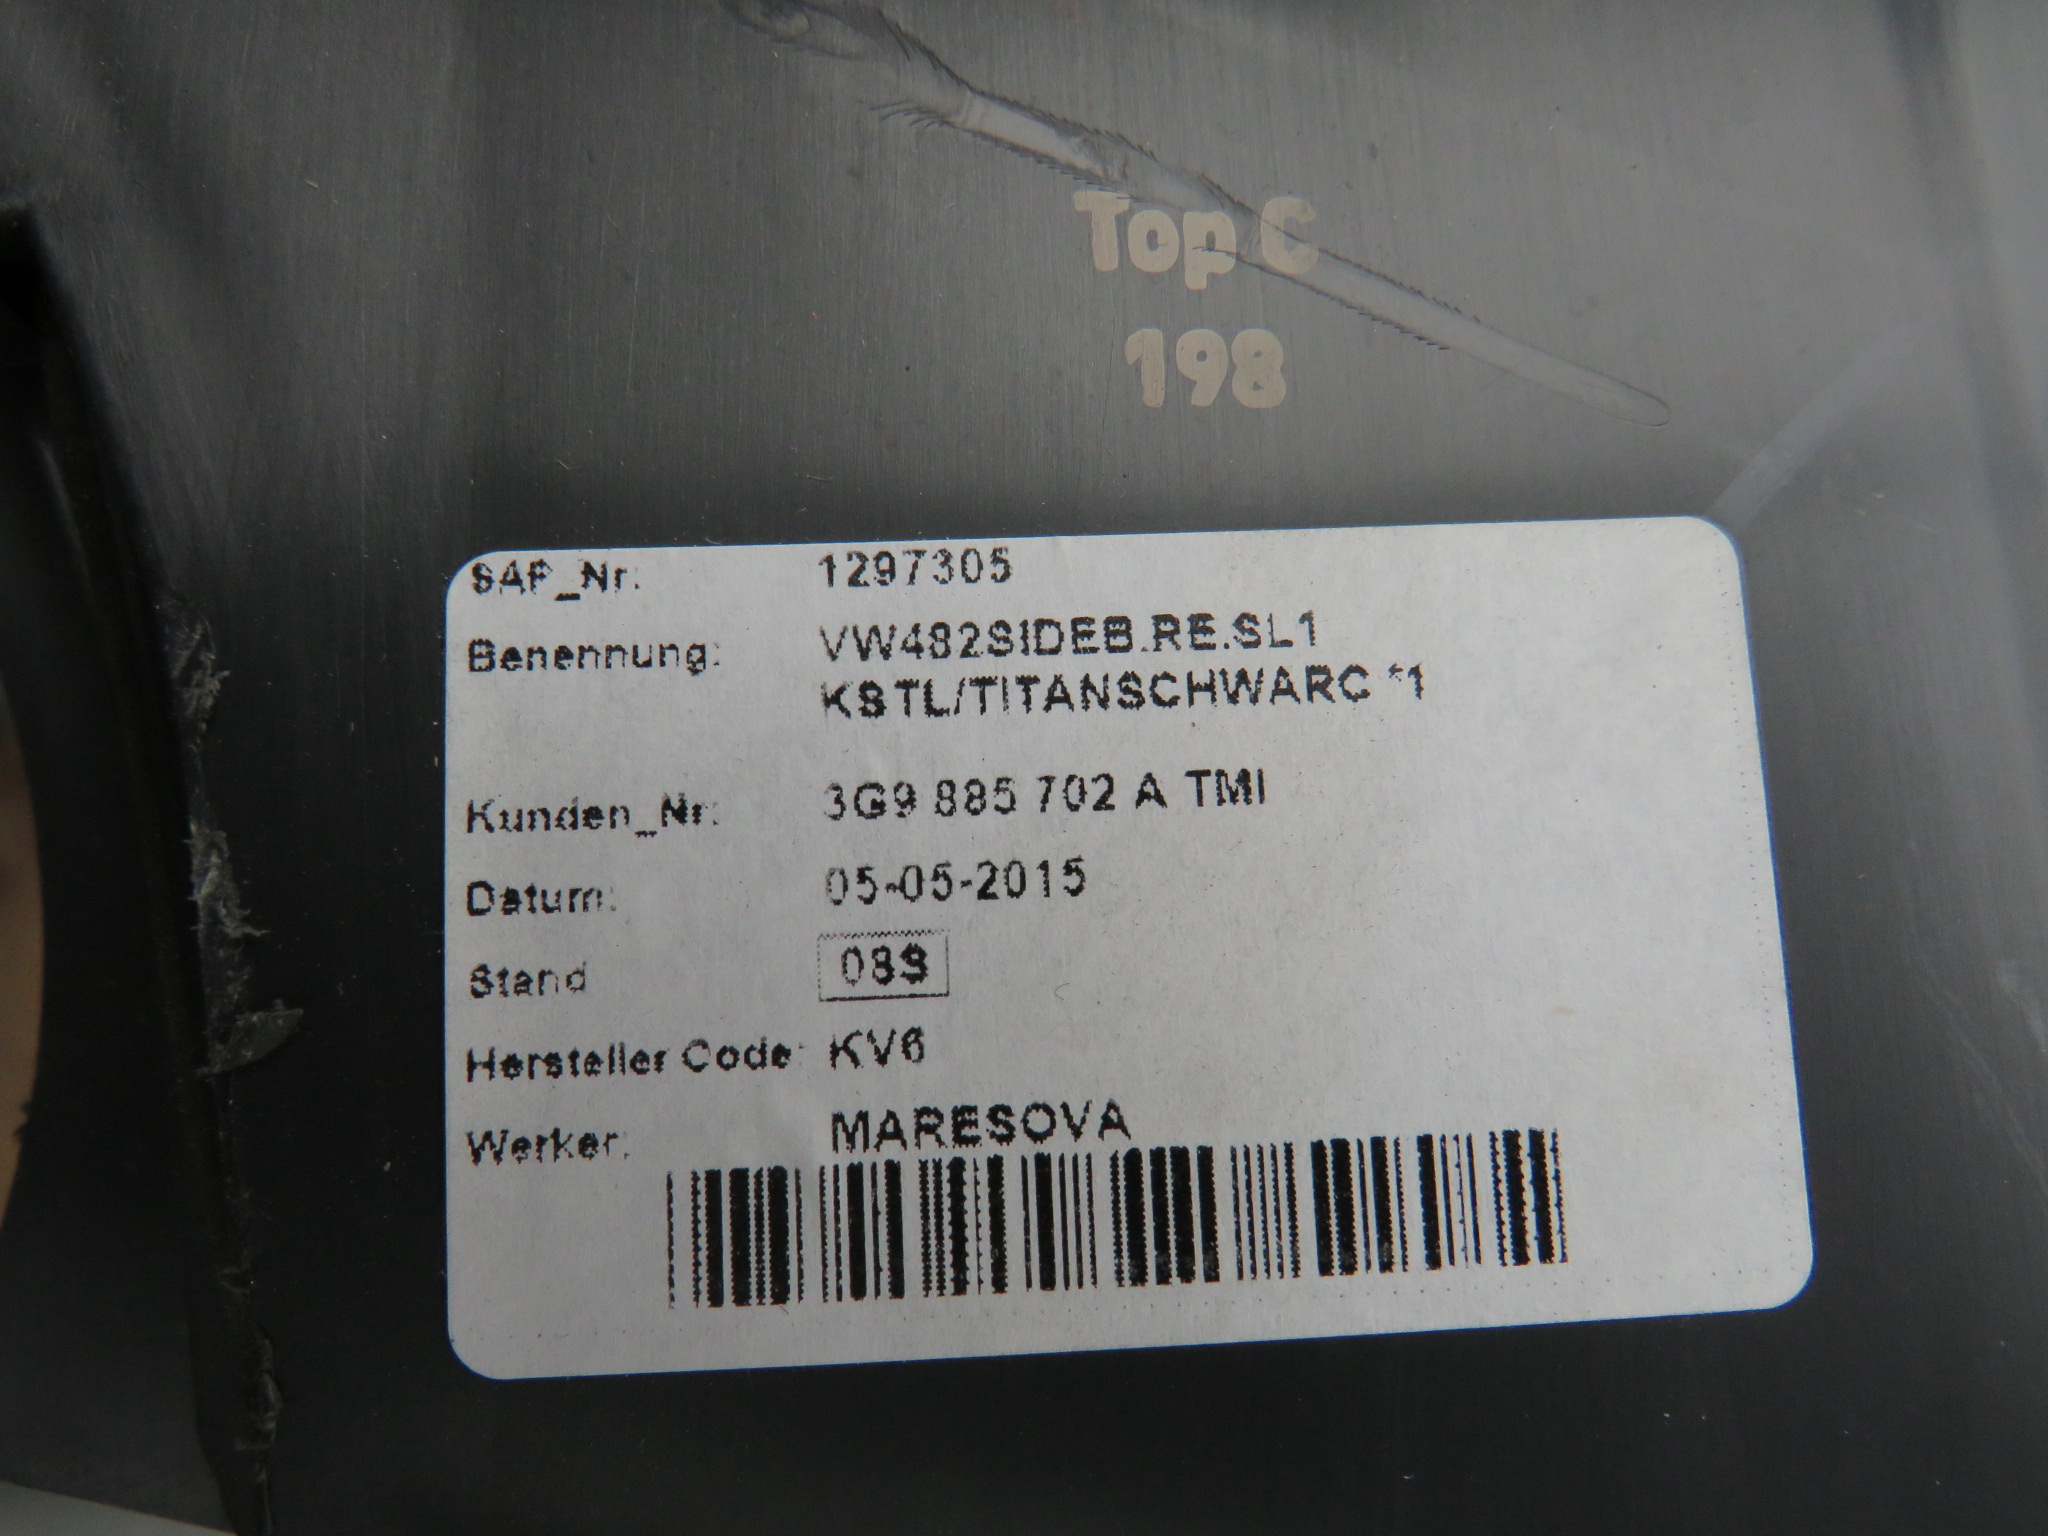 Top C
198
SAP_Nr: 1297305
Benennung: VW482SIDEB.RE.SL1
KSTL/TITANSCHWARC *1
Kunden_Nr: 3G9 885 702 A TMI
Datum: 05-05-2015
Stand 08S
Hersteller Code: KV6
Werker: MARESOVA